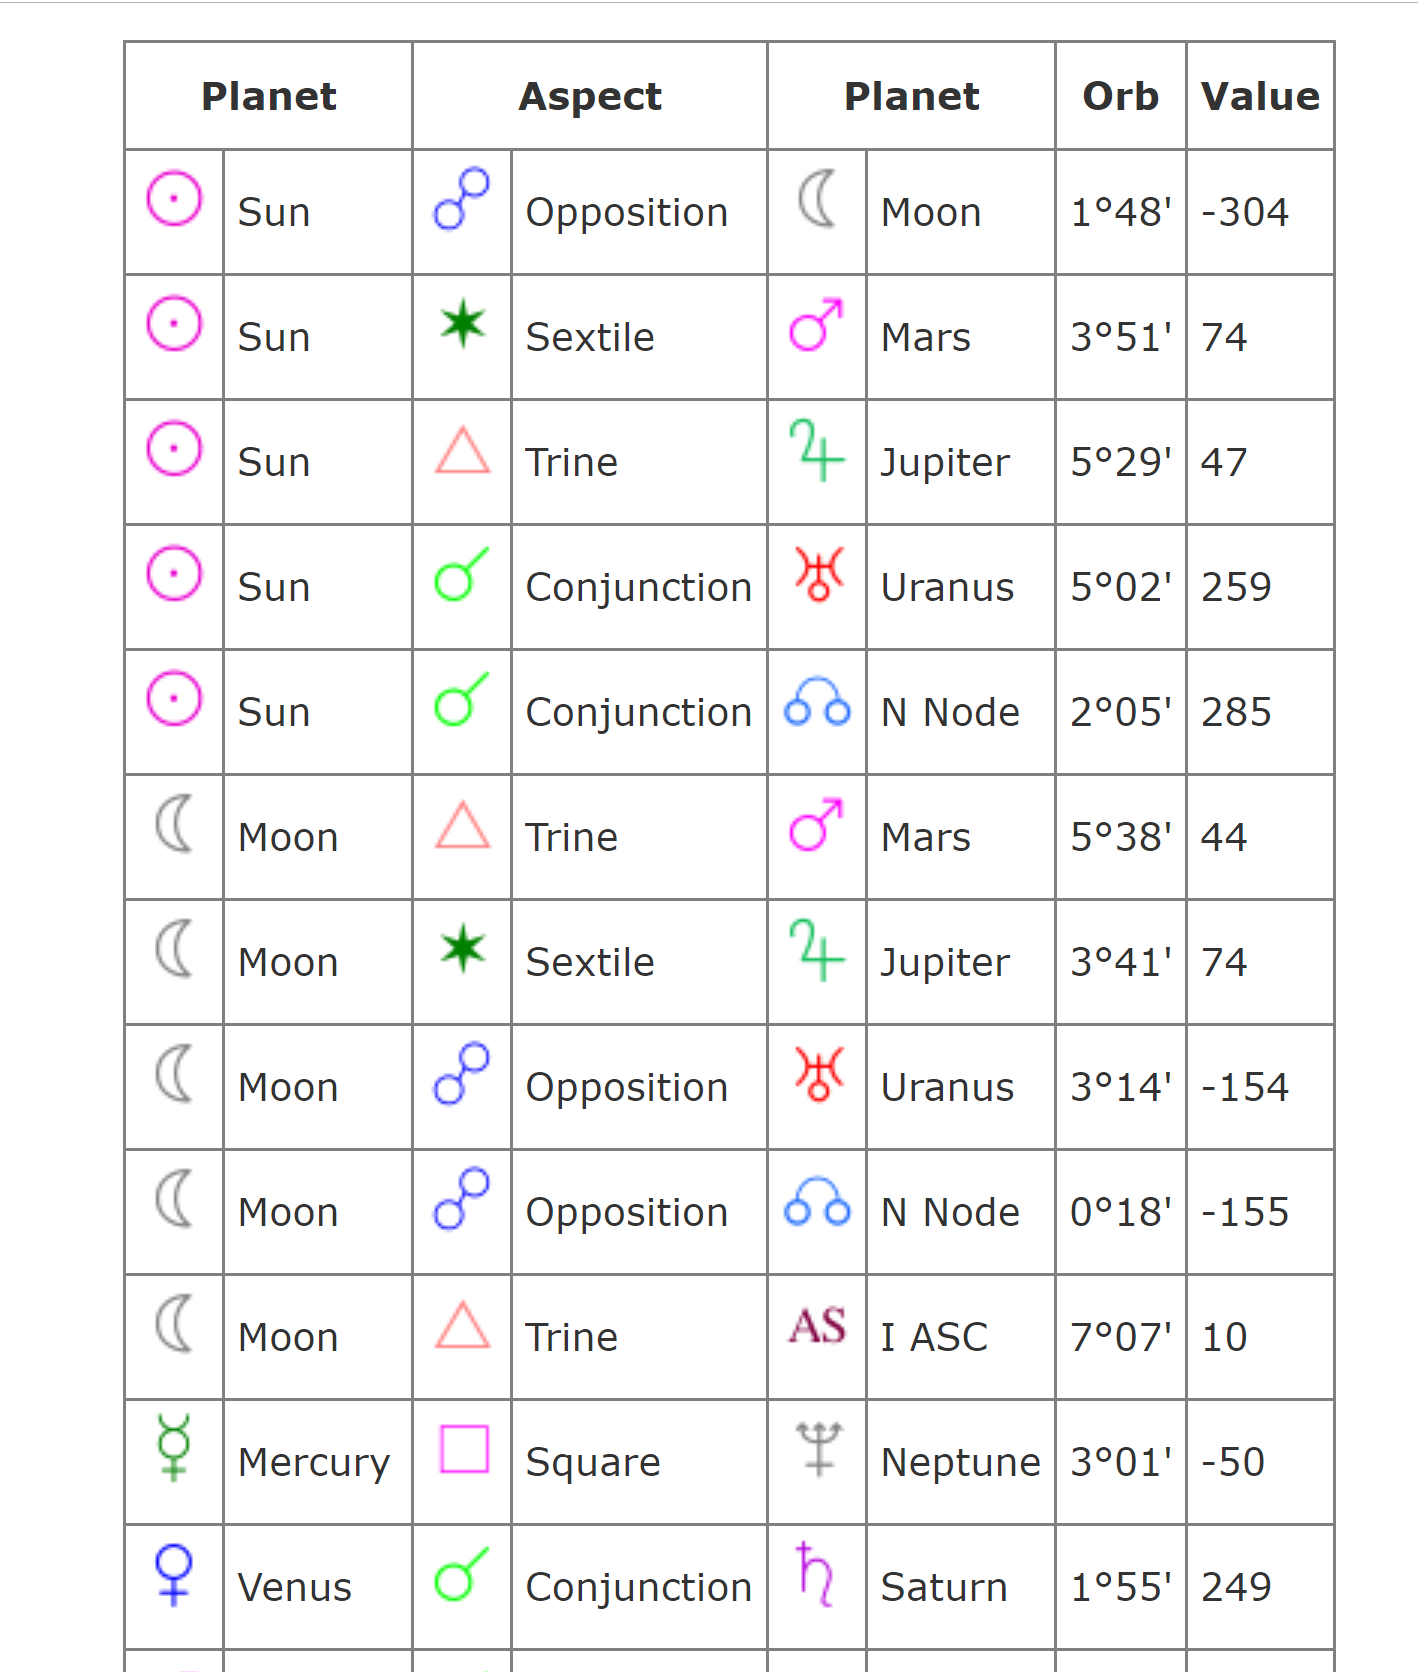 Planet Aspect Planet Orb Value
Sun Opposition Moon 1°48' -304
Sun Sextile Mars 3°51' 74
Sun Trine Jupiter 5°29' 47
Sun Conjunction Uranus 5°02' 259
Sun Conjunction N Node 2°05' 285
Moon Trine Mars 5°38' 44
Moon Sextile Jupiter 3°41' 74
Moon Opposition Uranus 3°14' -154
Moon Opposition N Node 0°18' -155
Moon Trine AS I ASC 7°07' 10
Mercury Square Neptune 3°01' -50
Venus Conjunction Saturn 1°55' 249